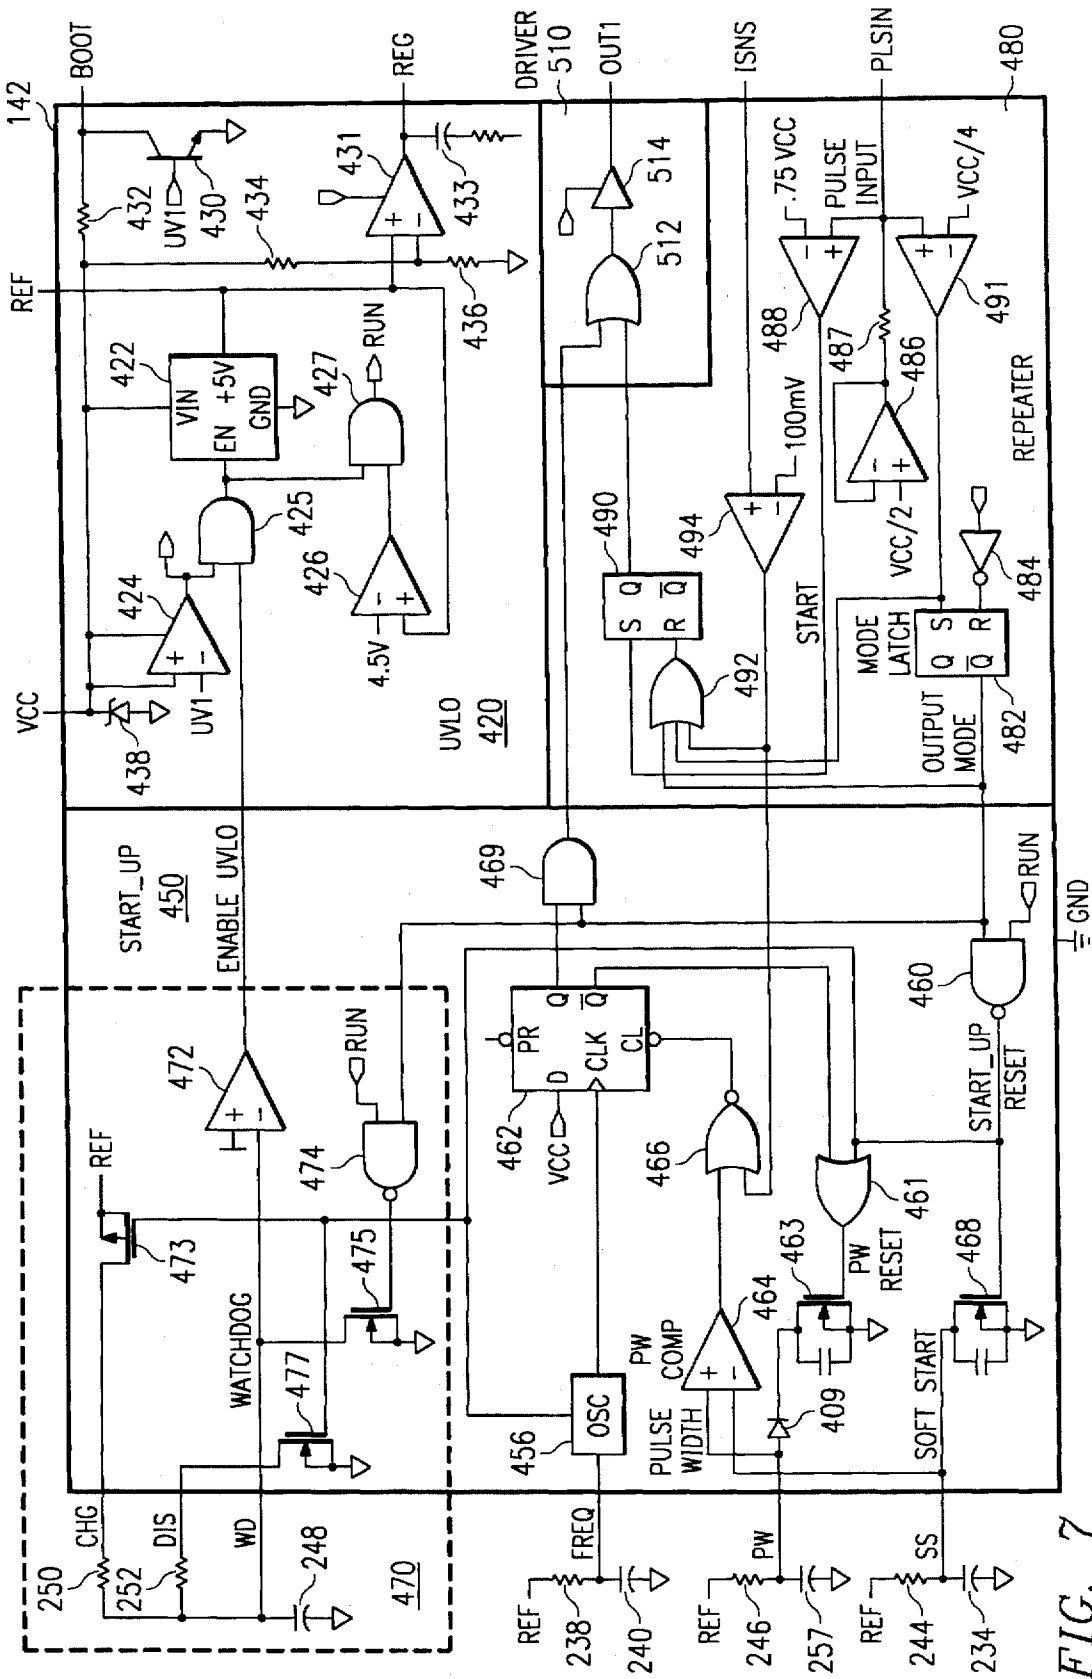 142
BOOT
REG
DRIVER
510
OUT1
ISNS
PLSIN
480
VCC
REF
432
UV1
430
434
431
433
436
422
VIN
EN
+5V
GND
RUN
427
425
424
+
-
UV1
438
426
-
+
4.5V
UVLO
420
514
512
.75 VCC
PULSE
INPUT
VCC/4
-
+
488
487
+
-
491
486
-
+
VCC/2
REPEATER
490
S
Q
R
Q
494
+
-
100mV
492
START
MODE
LATCH
Q
S
Q
R
484
482
OUTPUT
MODE
START_UP
450
ENABLE UVLO
472
+
-
REF
473
RUN
474
475
WATCHDOG
477
CHG
250
DIS
252
WD
248
470
469
PR
Q
D
Q
CLK
CL
462
VCC
466
OSC
456
464
PW
COMP
+
-
PULSE
WIDTH
409
463
461
PW
RESET
468
SOFT START
START_UP
RESET
460
RUN
GND
REF
238
FREQ
240
REF
246
PW
257
REF
244
SS
234
FIG. 7